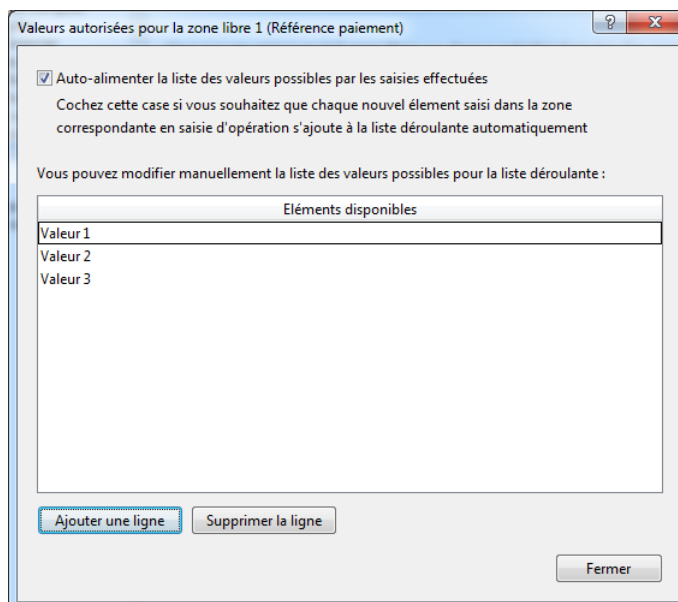 Valeurs autorisées pour la zone libre 1 (Référence paiement)
Auto-alimenter la liste des valeurs possibles par les saisies effectuées
Cochez cette case si vous souhaitez que chaque nouvel élement saisi dans la zone
correspondante en saisie d'opération s'ajoute à la liste déroulante automatiquement
Vous pouvez modifier manuellement la liste des valeurs possibles pour la liste déroulante :
Eléments disponibles
Valeur 1
Valeur 2
Valeur 3
Ajouter une ligne
Supprimer la ligne
Fermer